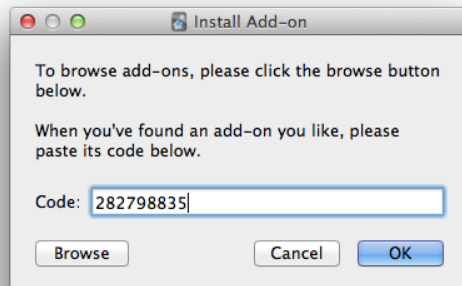 Install Add-on
To browse add-ons, please click the browse button
below.
When you've found an add-on you like, please
paste its code below.
Code: 282798835
Browse Cancel OK